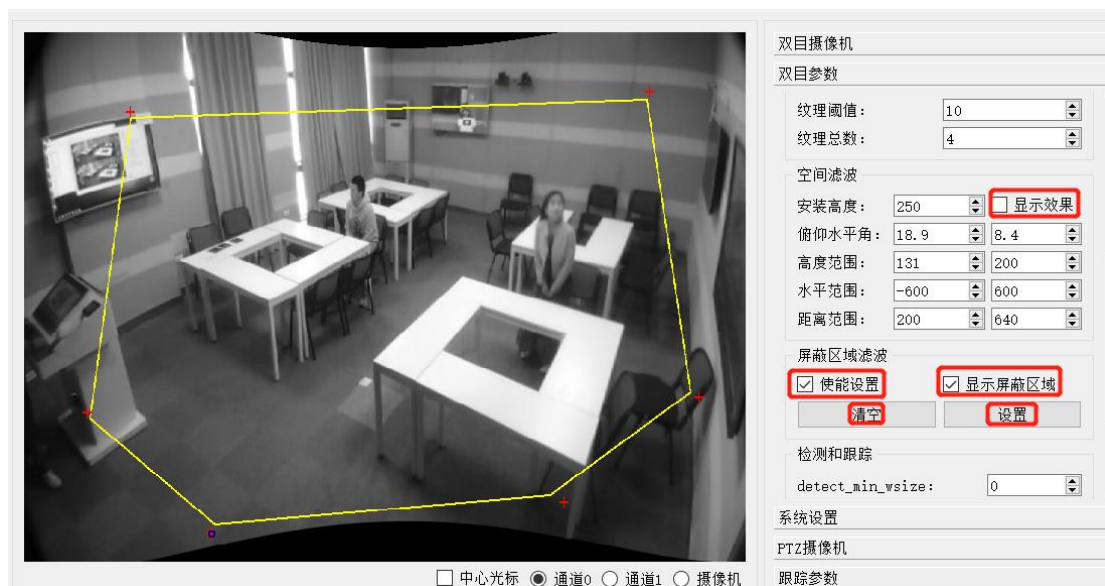 双目摄像机
双目参数
纹理阈值： 10
纹理总数： 4
空间滤波
安装高度： 250 显示效果
俯仰水平角： 18.9 8.4
高度范围： 131 200
水平范围： -600 600
距离范围： 200 640
屏蔽区域滤波
使能设置 显示屏蔽区域
清空 设置
检测和跟踪
detect_min_wsize: 0
系统设置
PTZ摄像机
跟踪参数
中心光标 通道0 通道1 摄像机